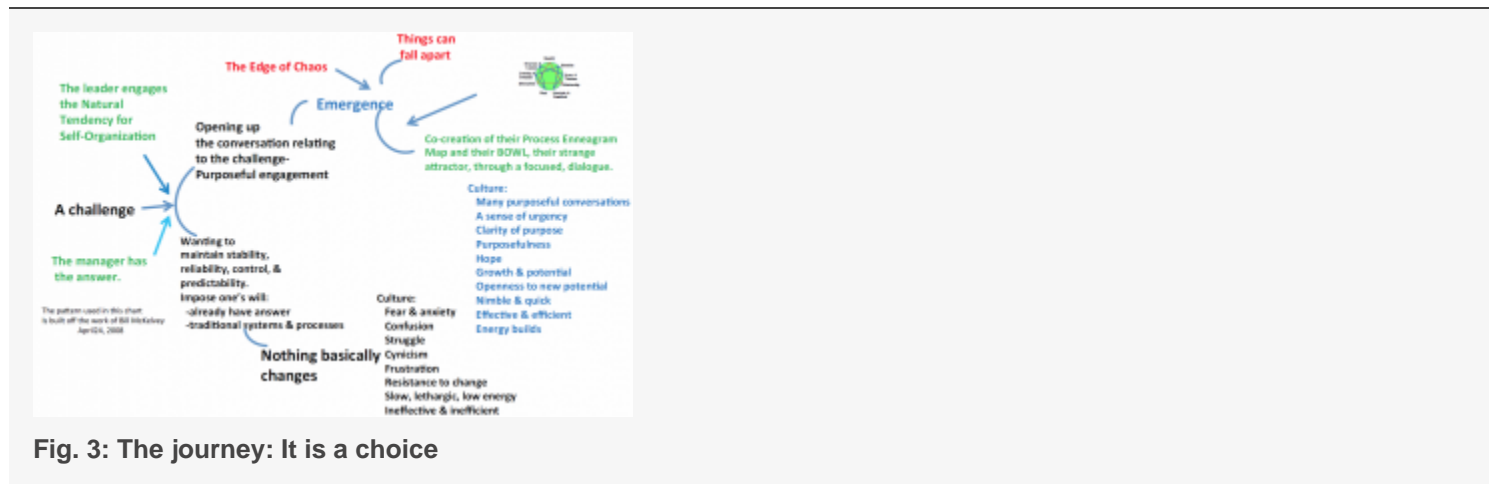 Things can
fall apart
The Edge of Chaos
The leader engages
the Natural
Tendency for
Self-Organization
Emergence
Opening up
the conversation relating
to the challenge-
Purposeful engagement
Co-creation of their Process Enneagram
Map and their BOWL, their strange
attractor, through a focused, dialogue.
A challenge
Culture:
Many purposeful conversations
A sense of urgency
Clarity of purpose
Purposefulness
Hope
Growth & potential
Openness to new potential
Nimble & quick
Effective & efficient
Energy builds
The manager has
the answer.
Wanting to
maintain stability,
reliability, control, &
predictability.
Impose one's will:
-already have answer
-traditional systems & processes
The pattern used in this chart
is built off the work of Bill McKelvey
2008
Nothing basically
changes
Culture:
Fear & anxiety
Confusion
Struggle
Cynicism
Frustration
Resistance to change
Slow, lethargic, low energy
Ineffective & inefficient
Fig. 3: The journey: It is a choice